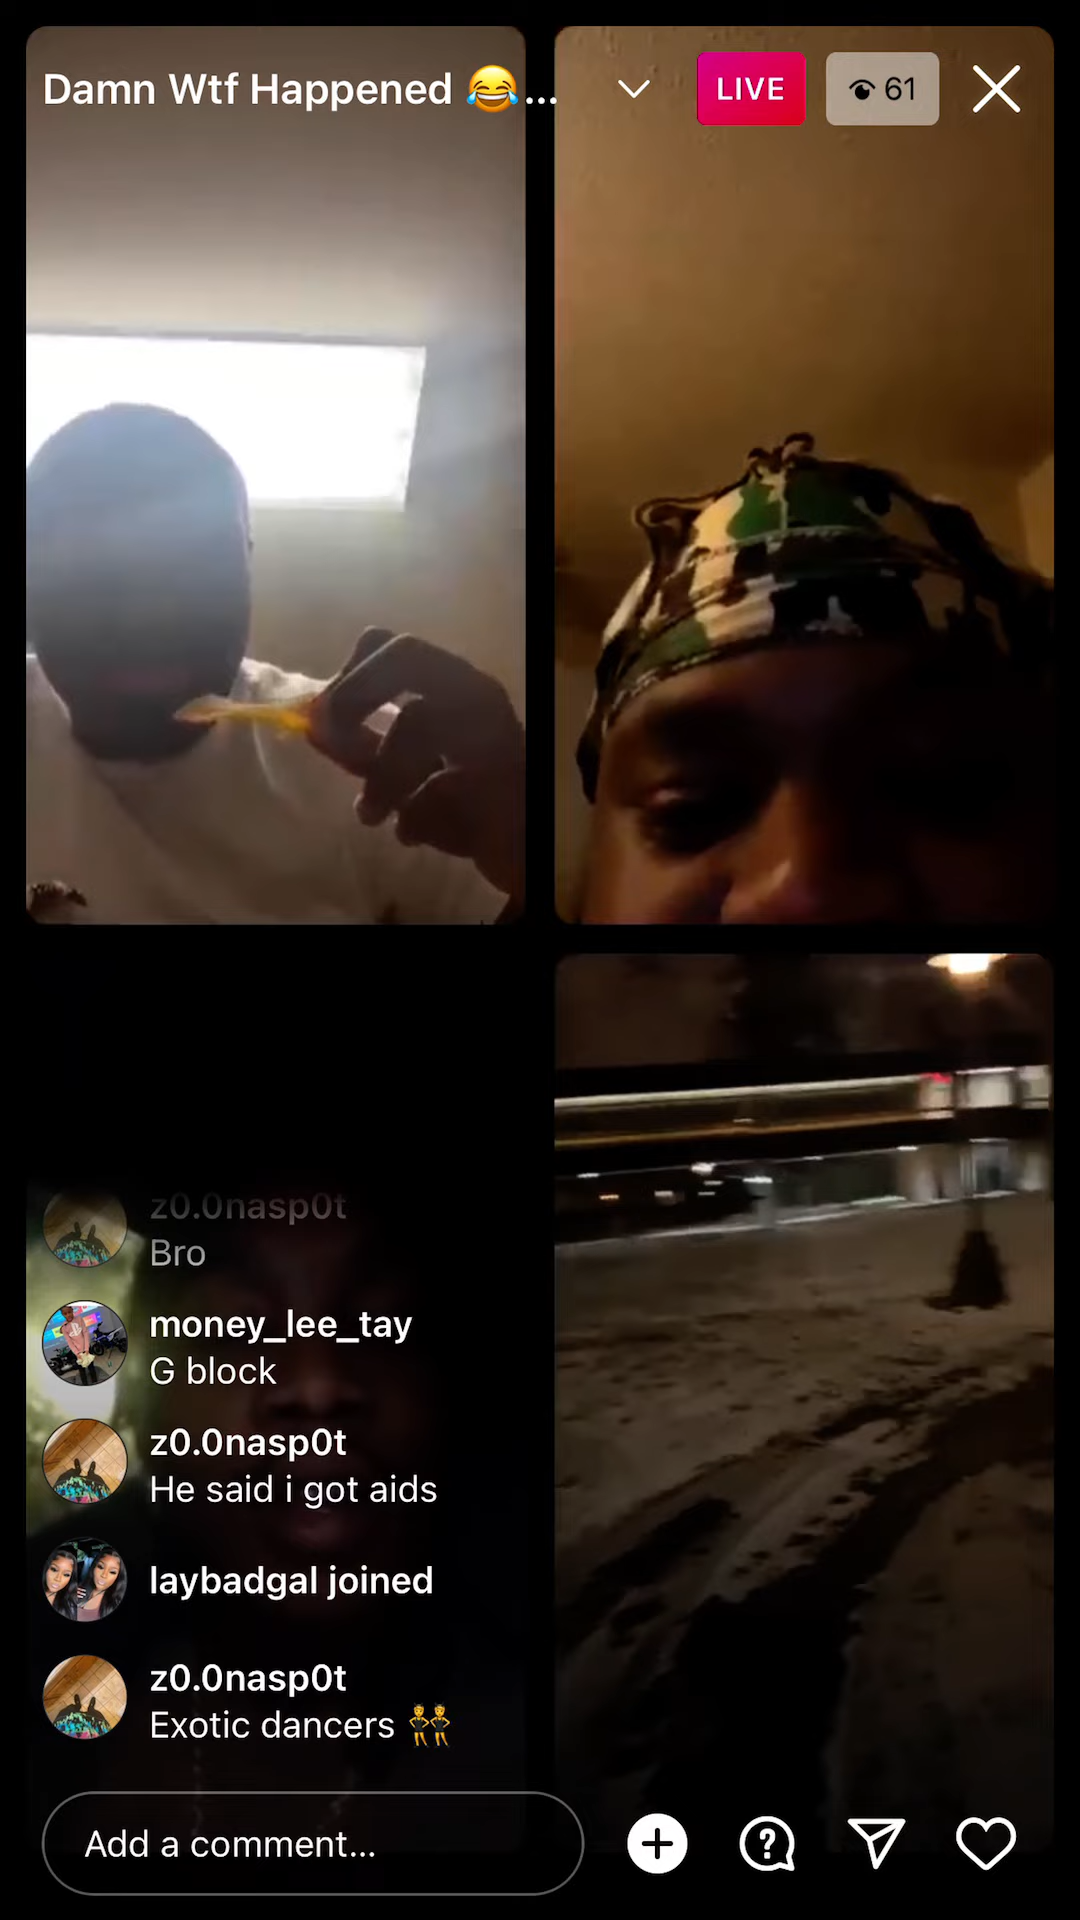 Damn Wtf Happened 😂...
LIVE
61
z0.0nasp0t
Bro
money_lee_tay
G block
z0.0nasp0t
He said i got aids
laybadgal joined
z0.0nasp0t
Exotic dancers 👯
Add a comment...